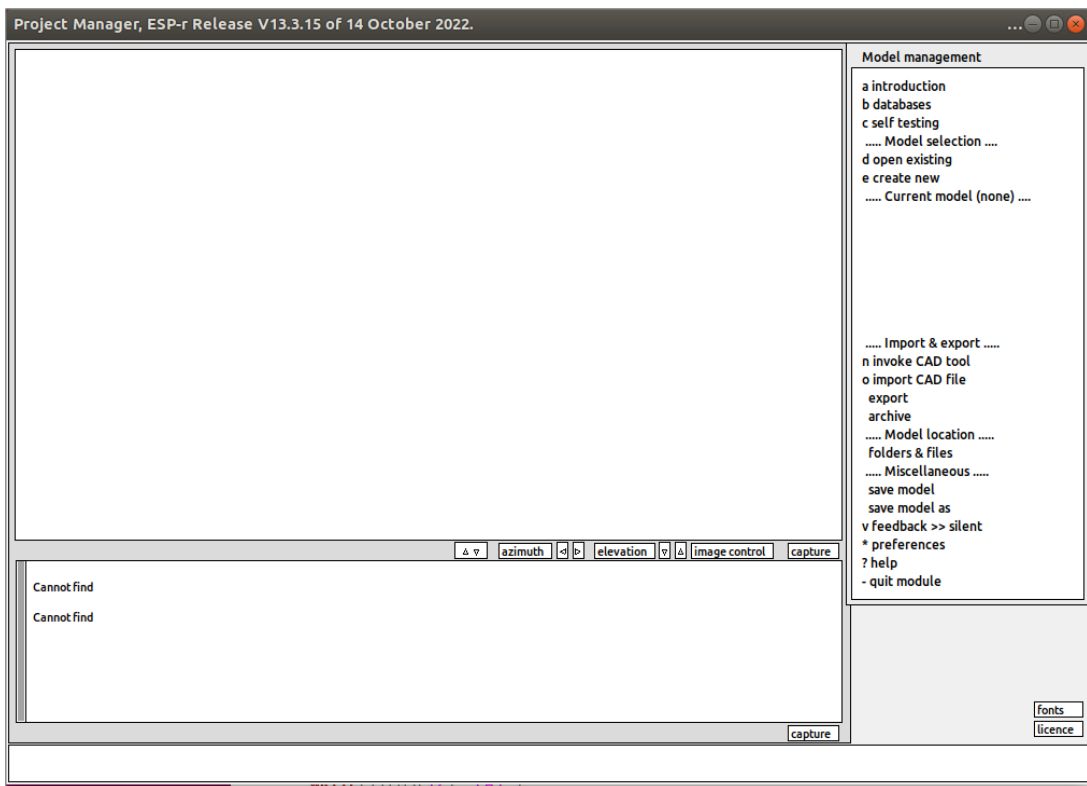 Project Manager, ESP-r Release V13.3.15 of 14 October 2022.
...
Model management
a introduction
b databases
c self testing
..... Model selection ....
d open existing
e create new
..... Current model (none) ....
..... Import & export .....
n invoke CAD tool
o import CAD file
export
archive
..... Model location .....
folders & files
..... Miscellaneous .....
save model
save model as
v feedback >> silent
* preferences
? help
- quit module
azimuth elevation image control capture
Cannot find
Cannot find
capture
fonts
licence